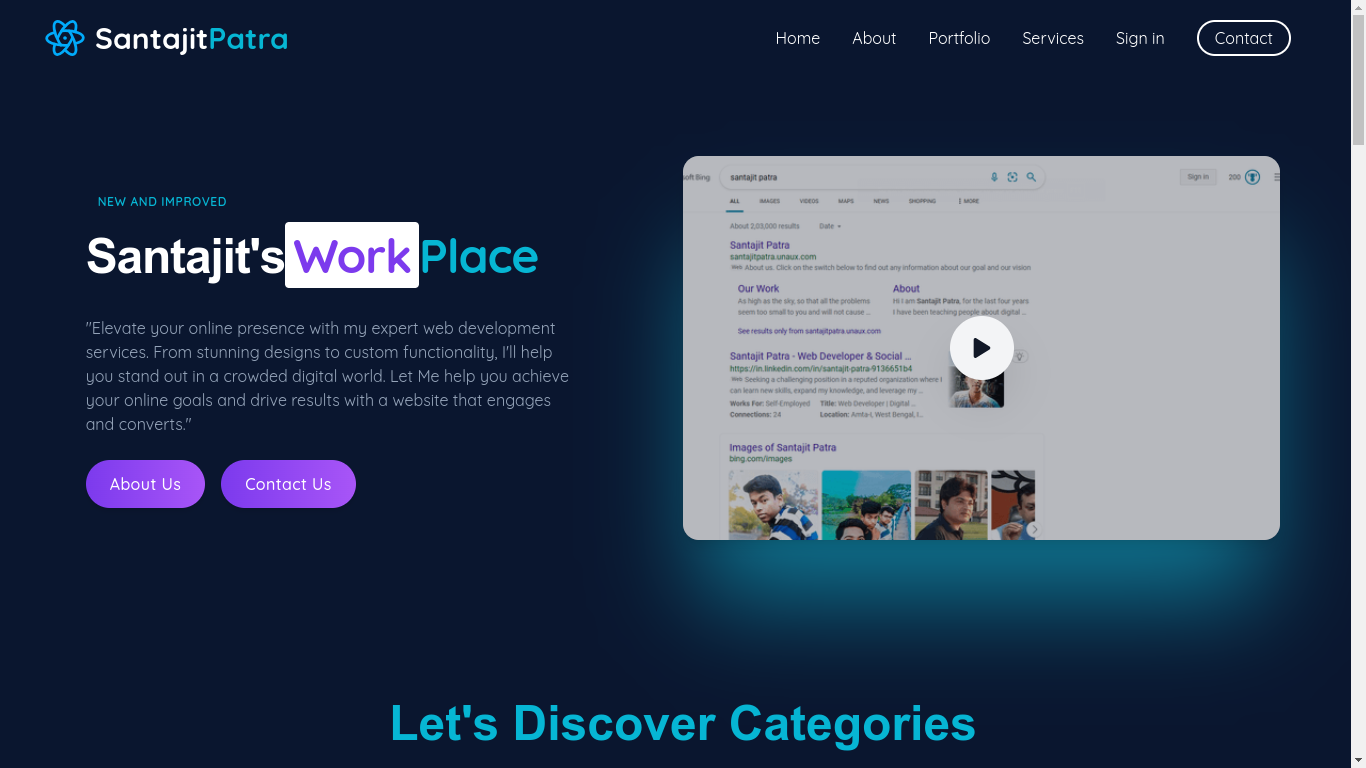 SantajitPatra
Home About Portfolio Services Sign in Contact
NEW AND IMPROVED
Santajit's Work Place
"Elevate your online presence with my expert web development
services. From stunning designs to custom functionality, I'll help
you stand out in a crowded digital world. Let Me help you achieve
your online goals and drive results with a website that engages
and converts."
About Us Contact Us
soft Bing santajit patra Sign in 200
ALL IMAGES VIDEOS MAPS NEWS SHOPPING MORE
About 2,03,000 results Date
Santajit Patra
santajitpatra.unaux.com
Web About us. Click on the switch below to find out any information about our goal and our vision
Our Work About
As high as the sky, so that all the problems Hi I am Santajit Patra, for the last four years
seem too small to you and will not cause .. I have been teaching people about digital ...
See results only from santajitpatra.unaux.com
Santajit Patra - Web Developer & Social ...
https://in.linkedin.com/in/santajit-patra-9136651b4
Web Seeking a challenging position in a reputed organization where I
can learn new skills, expand my knowledge, and leverage my ...
Works For: Self-Employed Title: Web Developer | Digital ...
Connections: 24 Location: Amta-I, West Bengal, I...
Images of Santajit Patra
bing.com/images
Let's Discover Categories